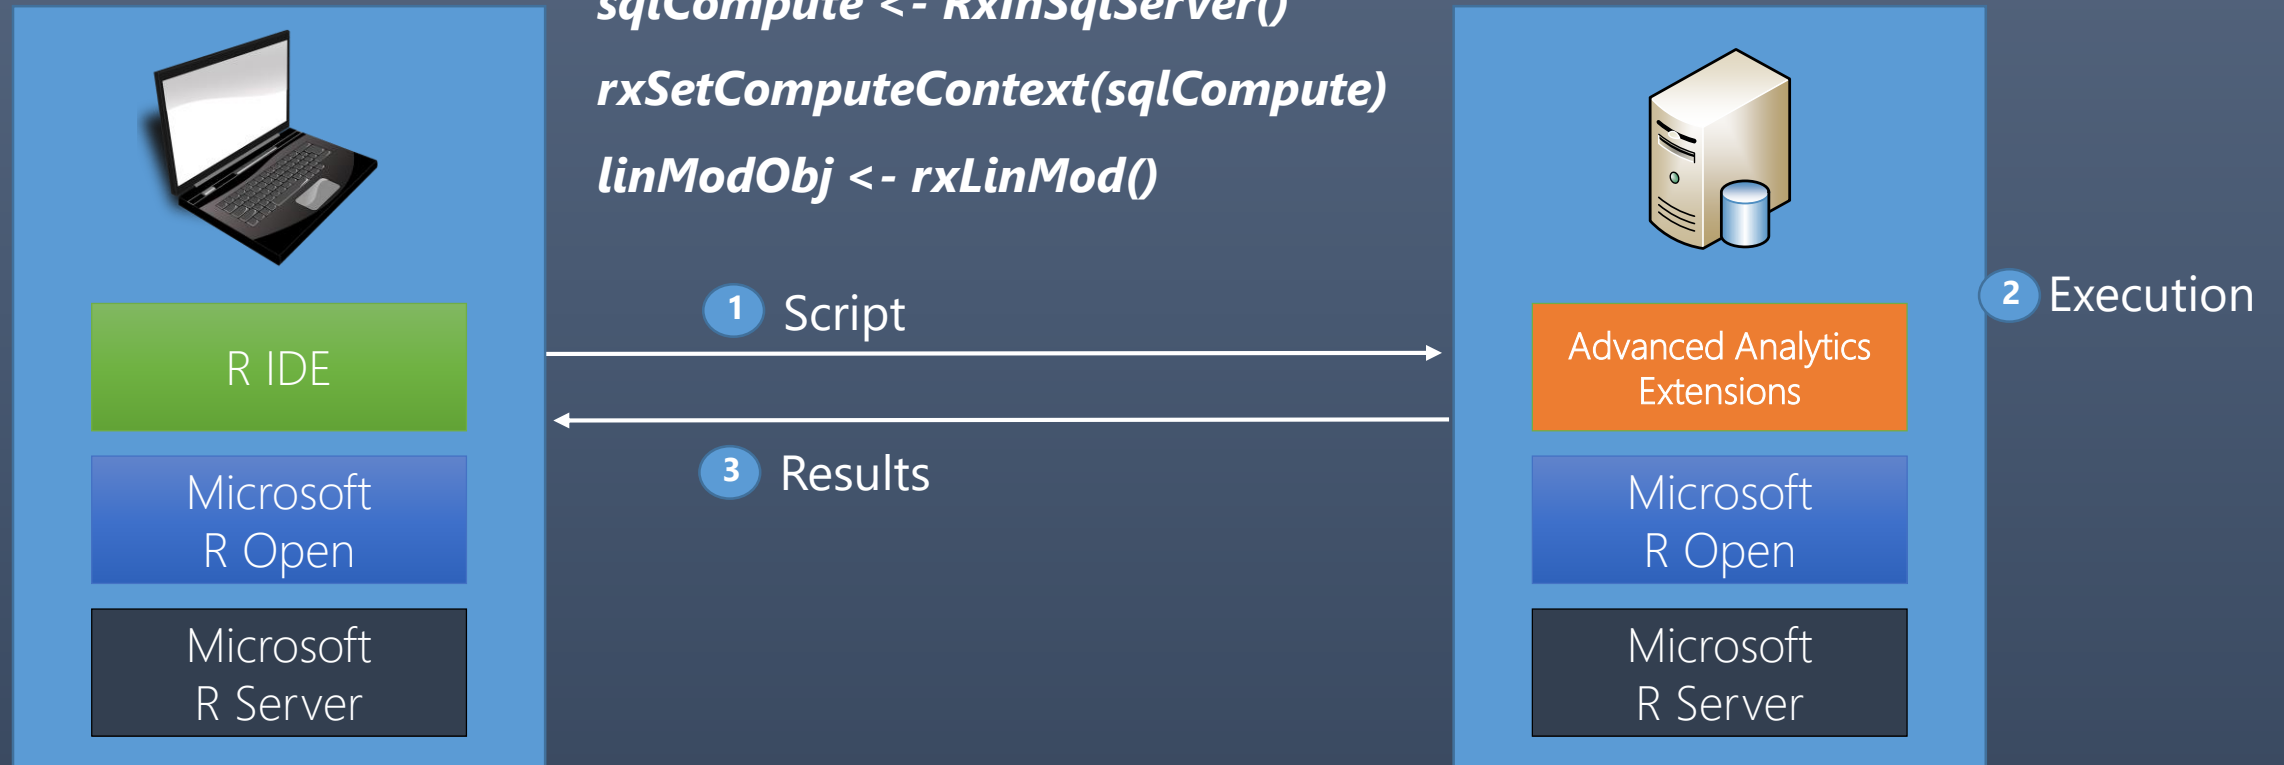 sqlCompute <- RxInSqlServer()
rxSetComputeContext(sqlCompute)
linModObj <- rxLinMod()
1 Script
2 Execution
R IDE
Advanced Analytics
Extensions
3 Results
Microsoft
R Open
Microsoft
R Open
Microsoft
R Server
Microsoft
R Server